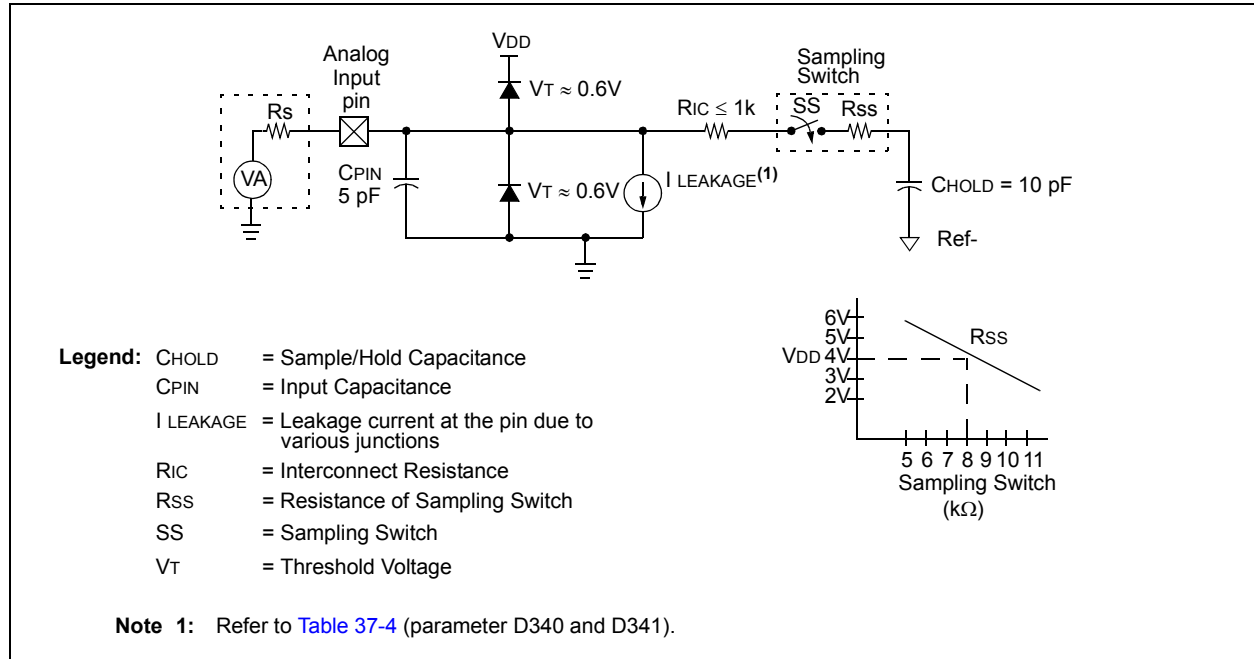 VDD
Analog
Input
pin
Sampling
Switch
VT ≈ 0.6V
RIC ≤ 1k
SS
RSS
Rs
CPIN
5 pF
VA
VT ≈ 0.6V
I LEAKAGE(1)
CHOLD = 10 pF
Ref-
6V
5V
VDD 4V
3V
2V
RSS
5 6 7 8 9 10 11
Sampling Switch
(kΩ)
Legend: CHOLD = Sample/Hold Capacitance
CPIN = Input Capacitance
I LEAKAGE = Leakage current at the pin due to
various junctions
RIC = Interconnect Resistance
RSS = Resistance of Sampling Switch
SS = Sampling Switch
VT = Threshold Voltage
Note 1: Refer to Table 37-4 (parameter D340 and D341).